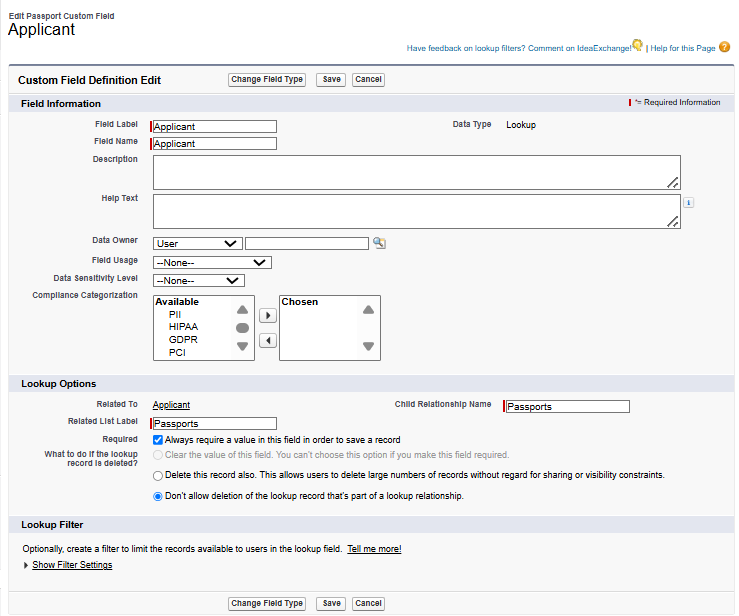 Edit Passport Custom Field
Applicant
Have feedback on lookup filters? Comment on IdeaExchange! | Help for this Page
Custom Field Definition Edit Change Field Type Save Cancel
Field Information = Required Information
Field Label Applicant Data Type Lookup
Field Name Applicant
Description
Help Text i
Data Owner User
Field Usage --None--
Data Sensitivity Level --None--
Compliance Categorization Available Chosen
PII
HIPAA
GDPR
PCI
Lookup Options
Related To Applicant Child Relationship Name Passports
Related List Label Passports
Required Always require a value in this field in order to save a record
What to do if the lookup record is deleted? Clear the value of this field. You can't choose this option if you make this field required.
Delete this record also. This allows users to delete large numbers of records without regard for sharing or visibility constraints.
Don't allow deletion of the lookup record that's part of a lookup relationship.
Lookup Filter
Optionally, create a filter to limit the records available to users in the lookup field. Tell me more!
Show Filter Settings
Change Field Type Save Cancel